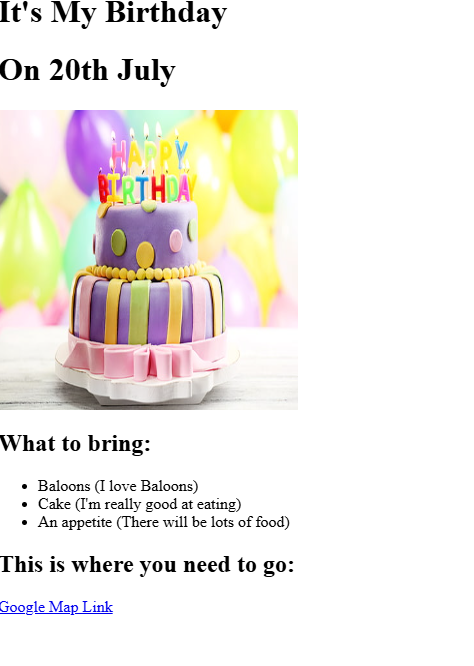 It's My Birthday
On 20th July
HAPPY
BIRTHDAY
What to bring:
Baloons (I love Baloons)
Cake (I'm really good at eating)
An appetite (There will be lots of food)
This is where you need to go:
Google Map Link